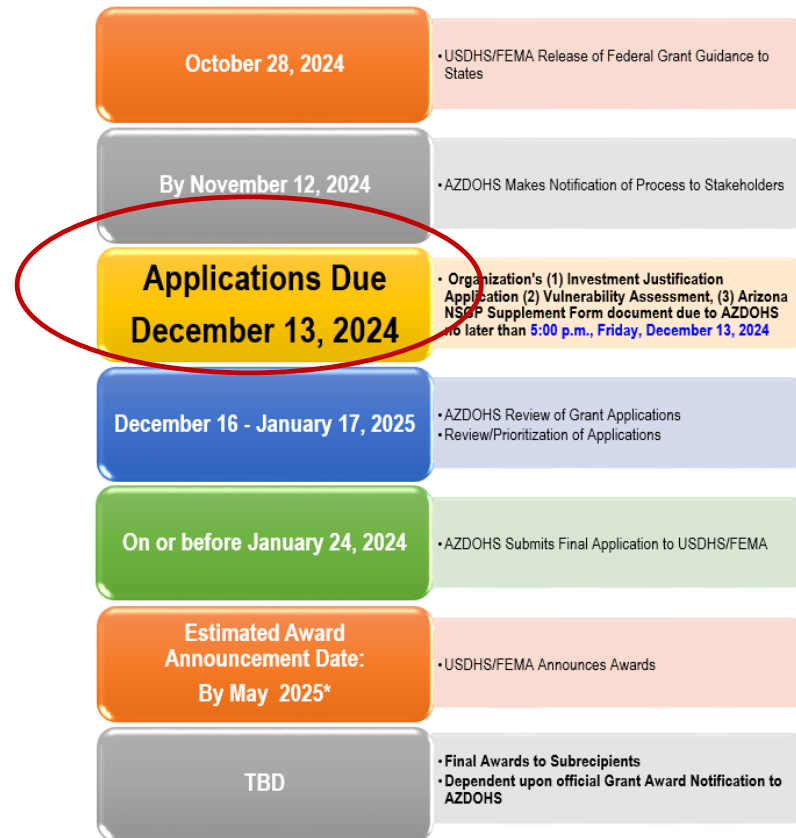 October 28, 2024
• USDHS/FEMA Release of Federal Grant Guidance to
States
By November 12, 2024
• AZDOHS Makes Notification of Process to Stakeholders
Applications Due
December 13, 2024
• Organization's (1) Investment Justification
Application (2) Vulnerability Assessment, (3) Arizona
NSGP Supplement Form document due to AZDOHS
no later than 5:00 p.m., Friday, December 13, 2024
December 16 - January 17, 2025
• AZDOHS Review of Grant Applications
• Review/Prioritization of Applications
On or before January 24, 2024
• AZDOHS Submits Final Application to USDHS/FEMA
Estimated Award
Announcement Date:
By May 2025*
• USDHS/FEMA Announces Awards
TBD
• Final Awards to Subrecipients
• Dependent upon official Grant Award Notification to
AZDOHS